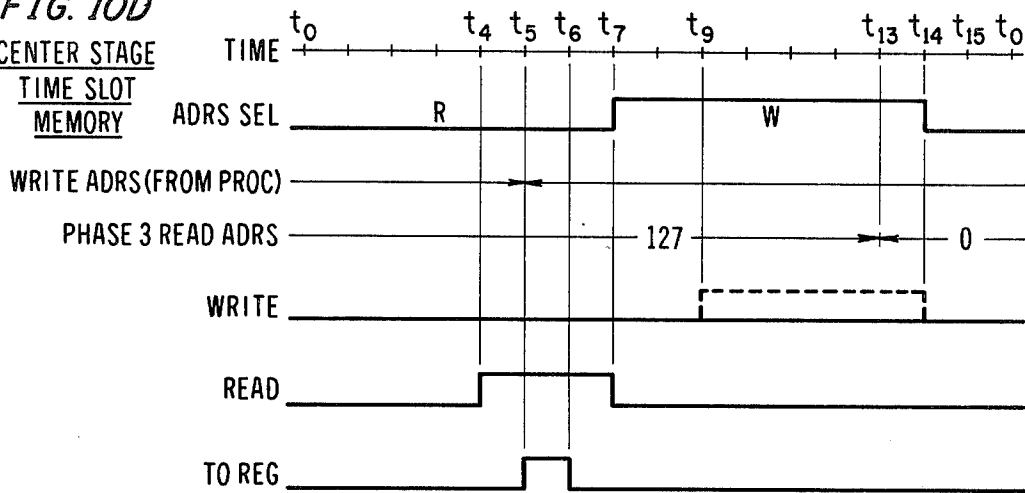 FIG. 10D
CENTER STAGE
TIME SLOT
MEMORY
t0 t4 t5 t6 t7 t9 t13 t14 t15 t0
TIME
ADRS SEL R W
WRITE ADRS (FROM PROC)
PHASE 3 READ ADRS 127 0
WRITE
READ
TO REG